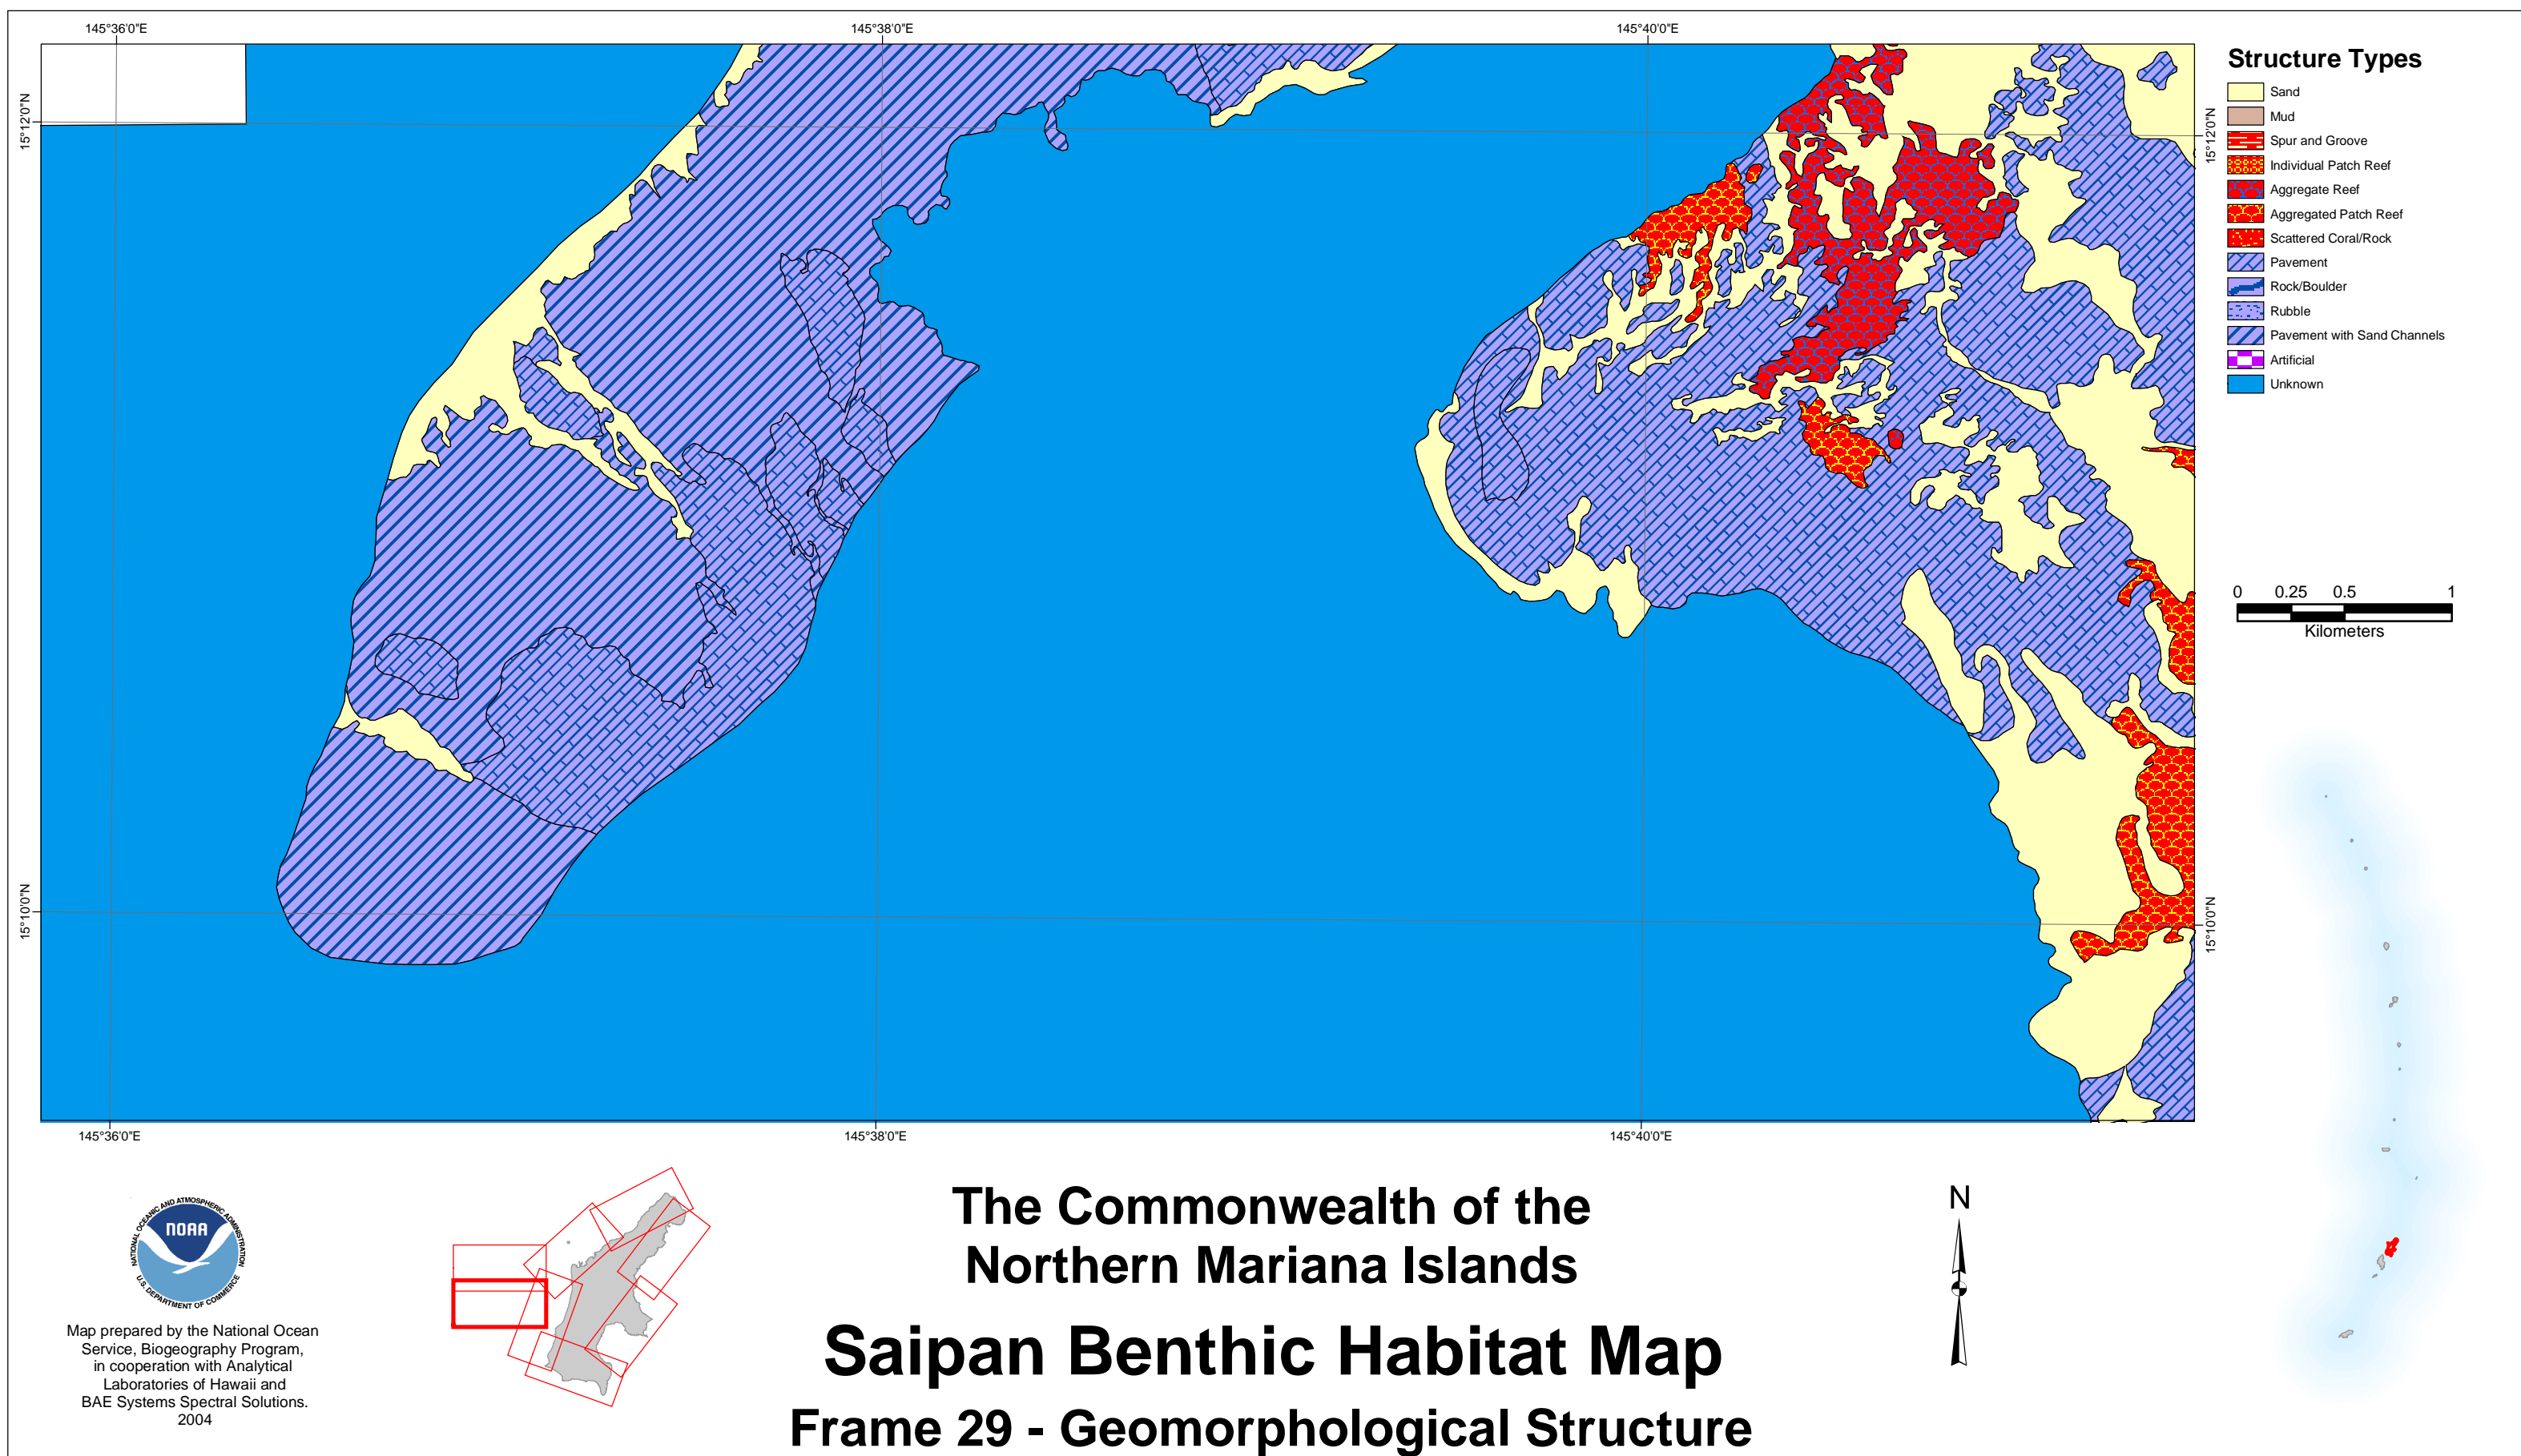 145°36'0"E
145°38'0"E
145°40'0"E
15°12'0"N
15°12'0"N
15°10'0"N
15°10'0"N
145°36'0"E
145°38'0"E
145°40'0"E
Structure Types
Sand
Mud
Spur and Groove
Individual Patch Reef
Aggregate Reef
Aggregated Patch Reef
Scattered Coral/Rock
Pavement
Rock/Boulder
Rubble
Pavement with Sand Channels
Artificial
Unknown
0 0.25 0.5 1
Kilometers
NATIONAL OCEANIC AND ATMOSPHERIC ADMINISTRATION
NOAA
U.S. DEPARTMENT OF COMMERCE
Map prepared by the National Ocean
Service, Biogeography Program,
in cooperation with Analytical
Laboratories of Hawaii and
BAE Systems Spectral Solutions.
2004
The Commonwealth of the
Northern Mariana Islands
Saipan Benthic Habitat Map
Frame 29 - Geomorphological Structure
N